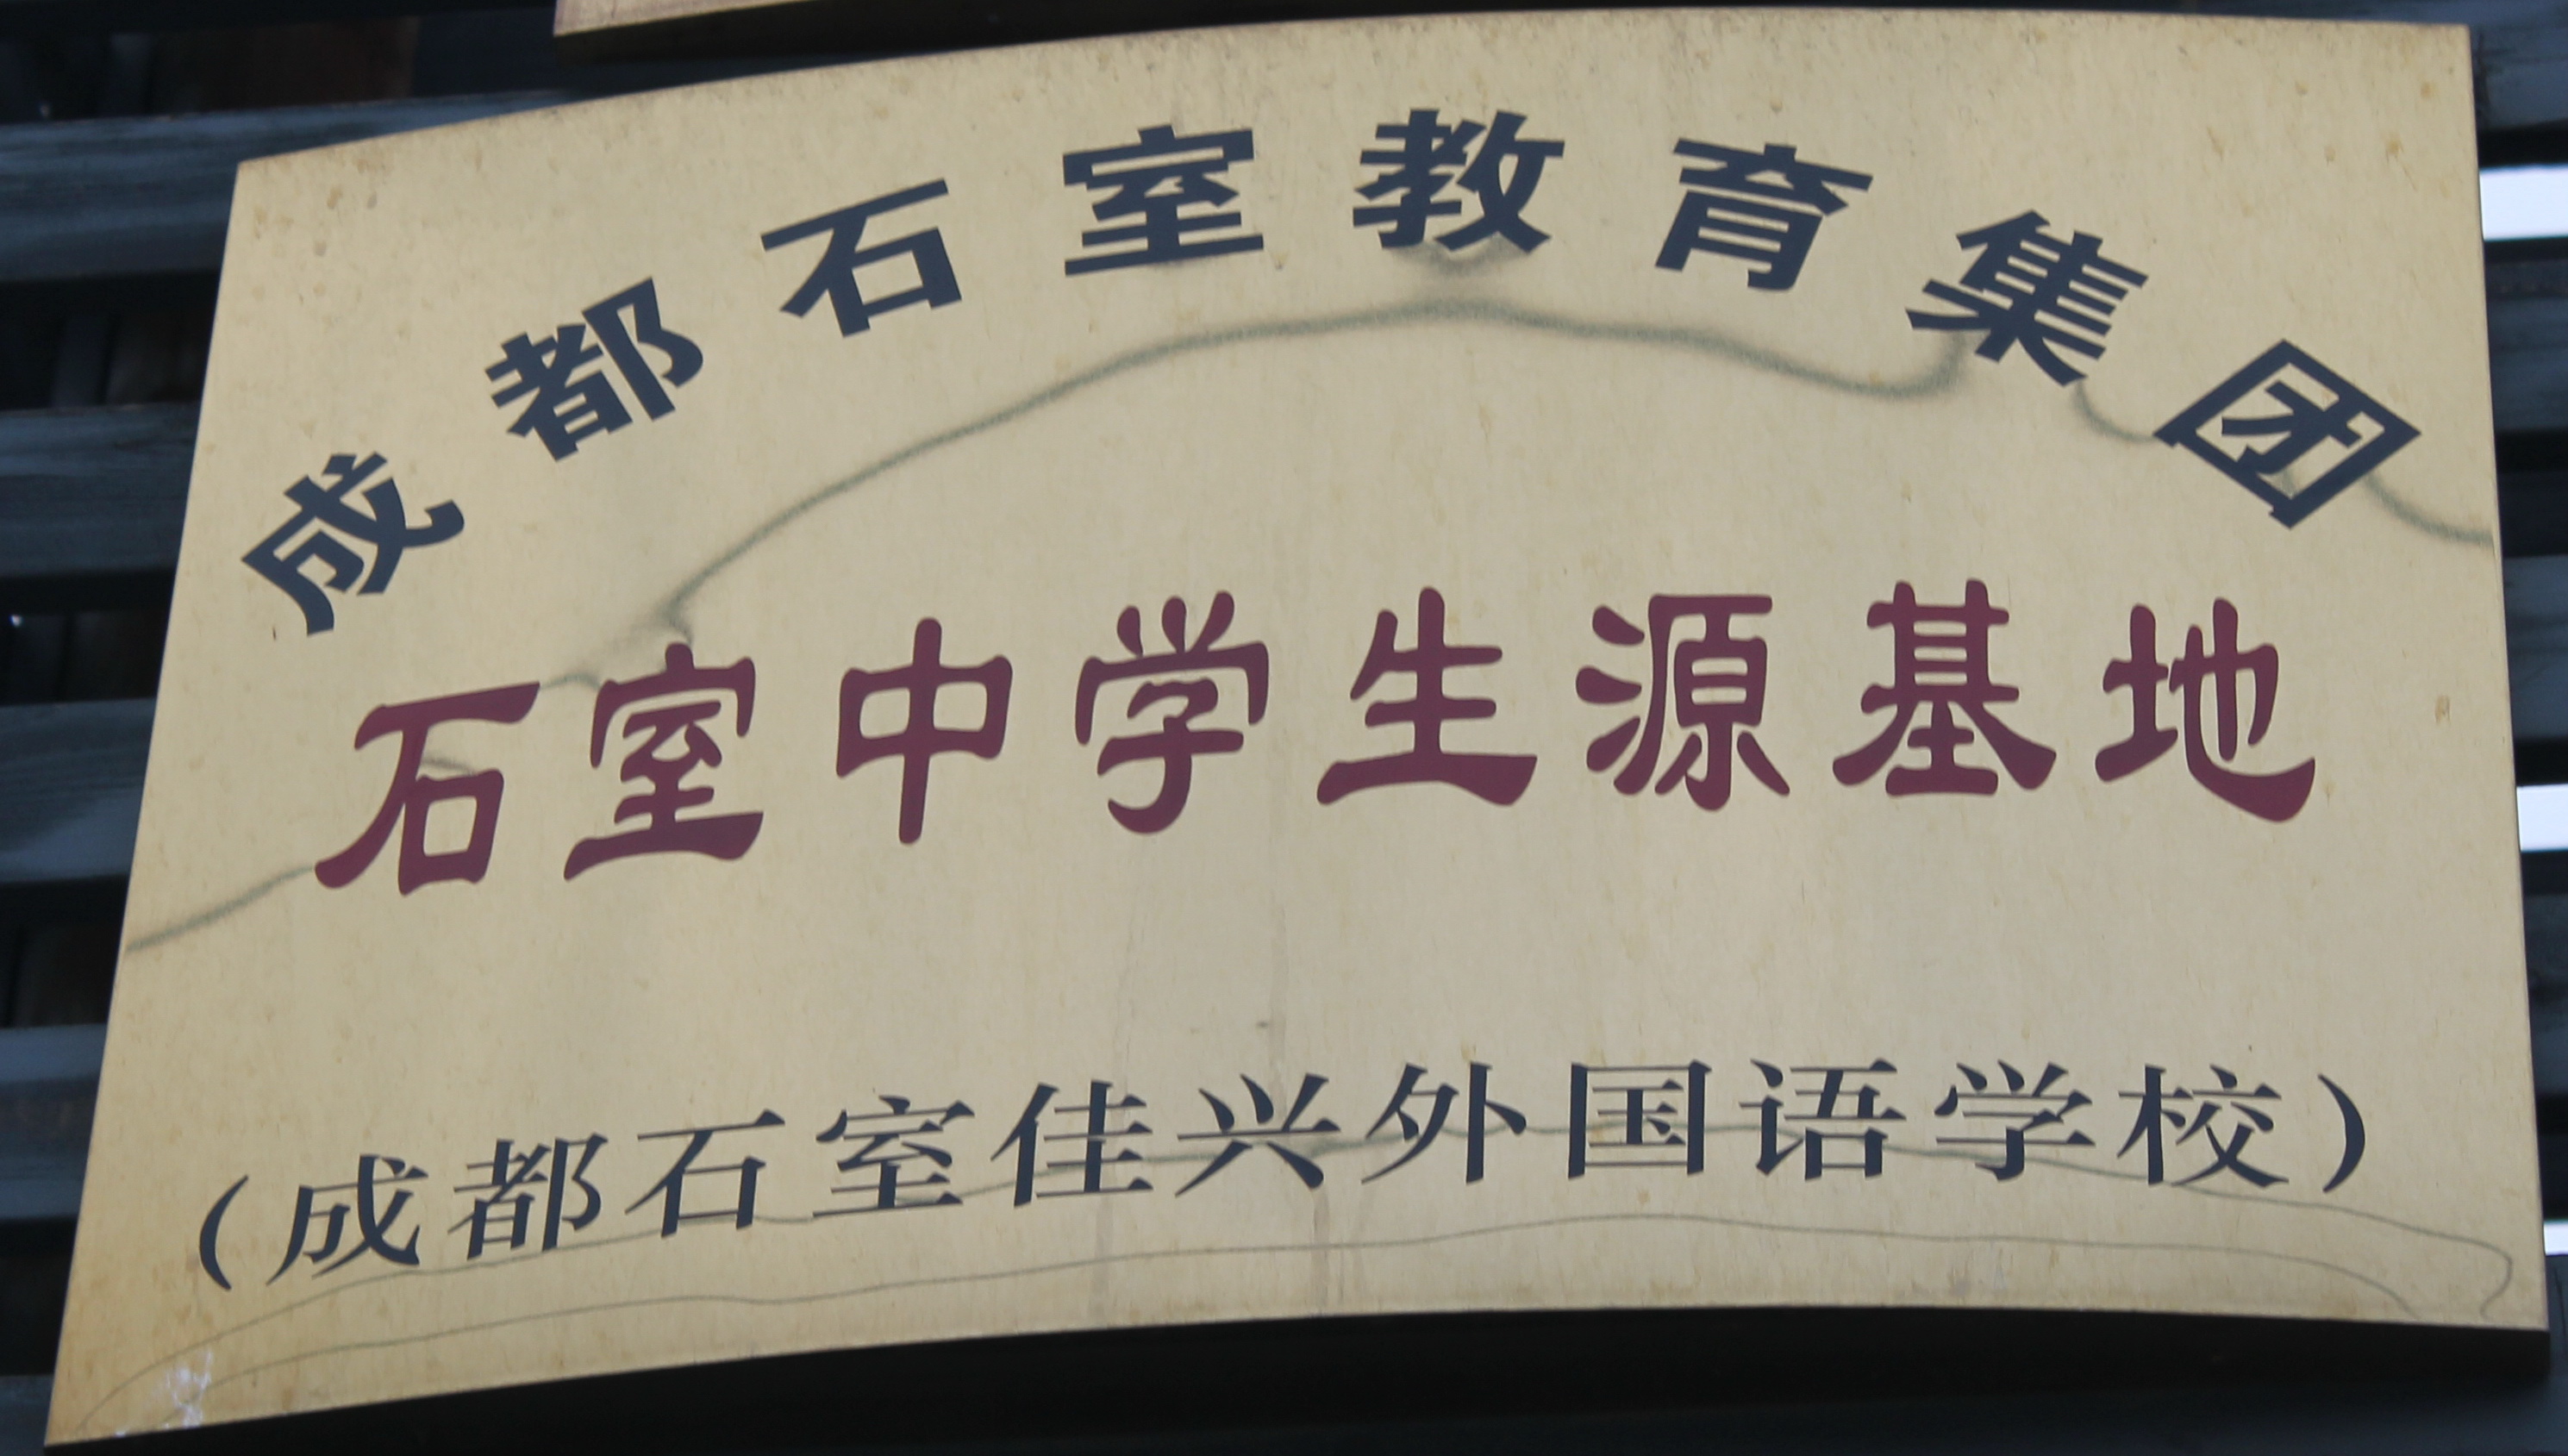 成都石室教育集团
石室中学生源基地
（成都石室佳兴外国语学校）